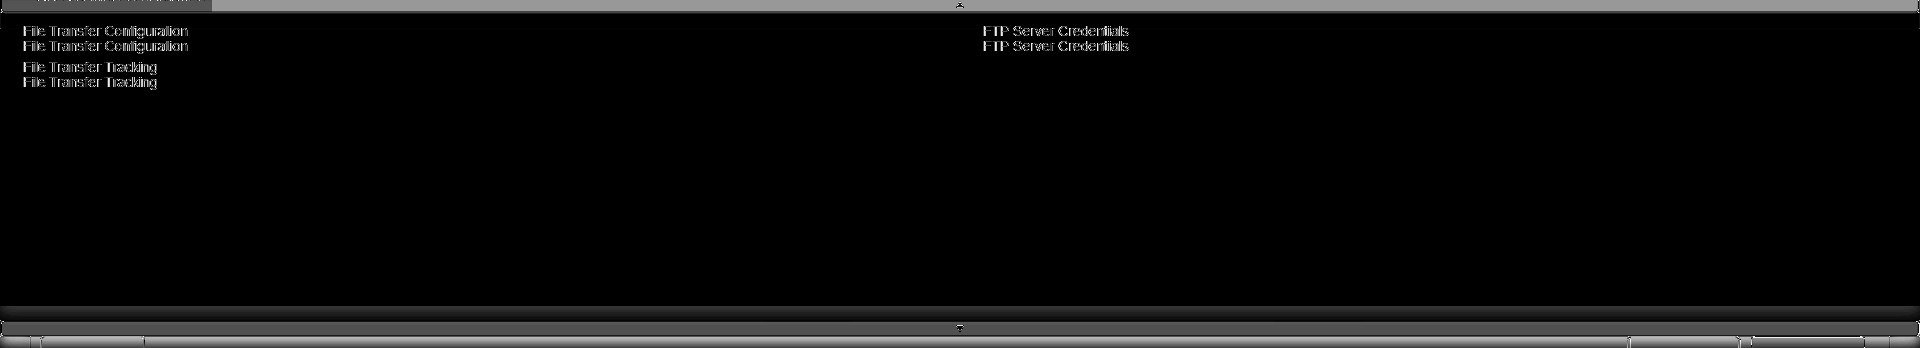 File Transfer Configuration
File Transfer Configuration
File Transfer Tracking
File Transfer Tracking
FTP Server Credentials
FTP Server Credentials